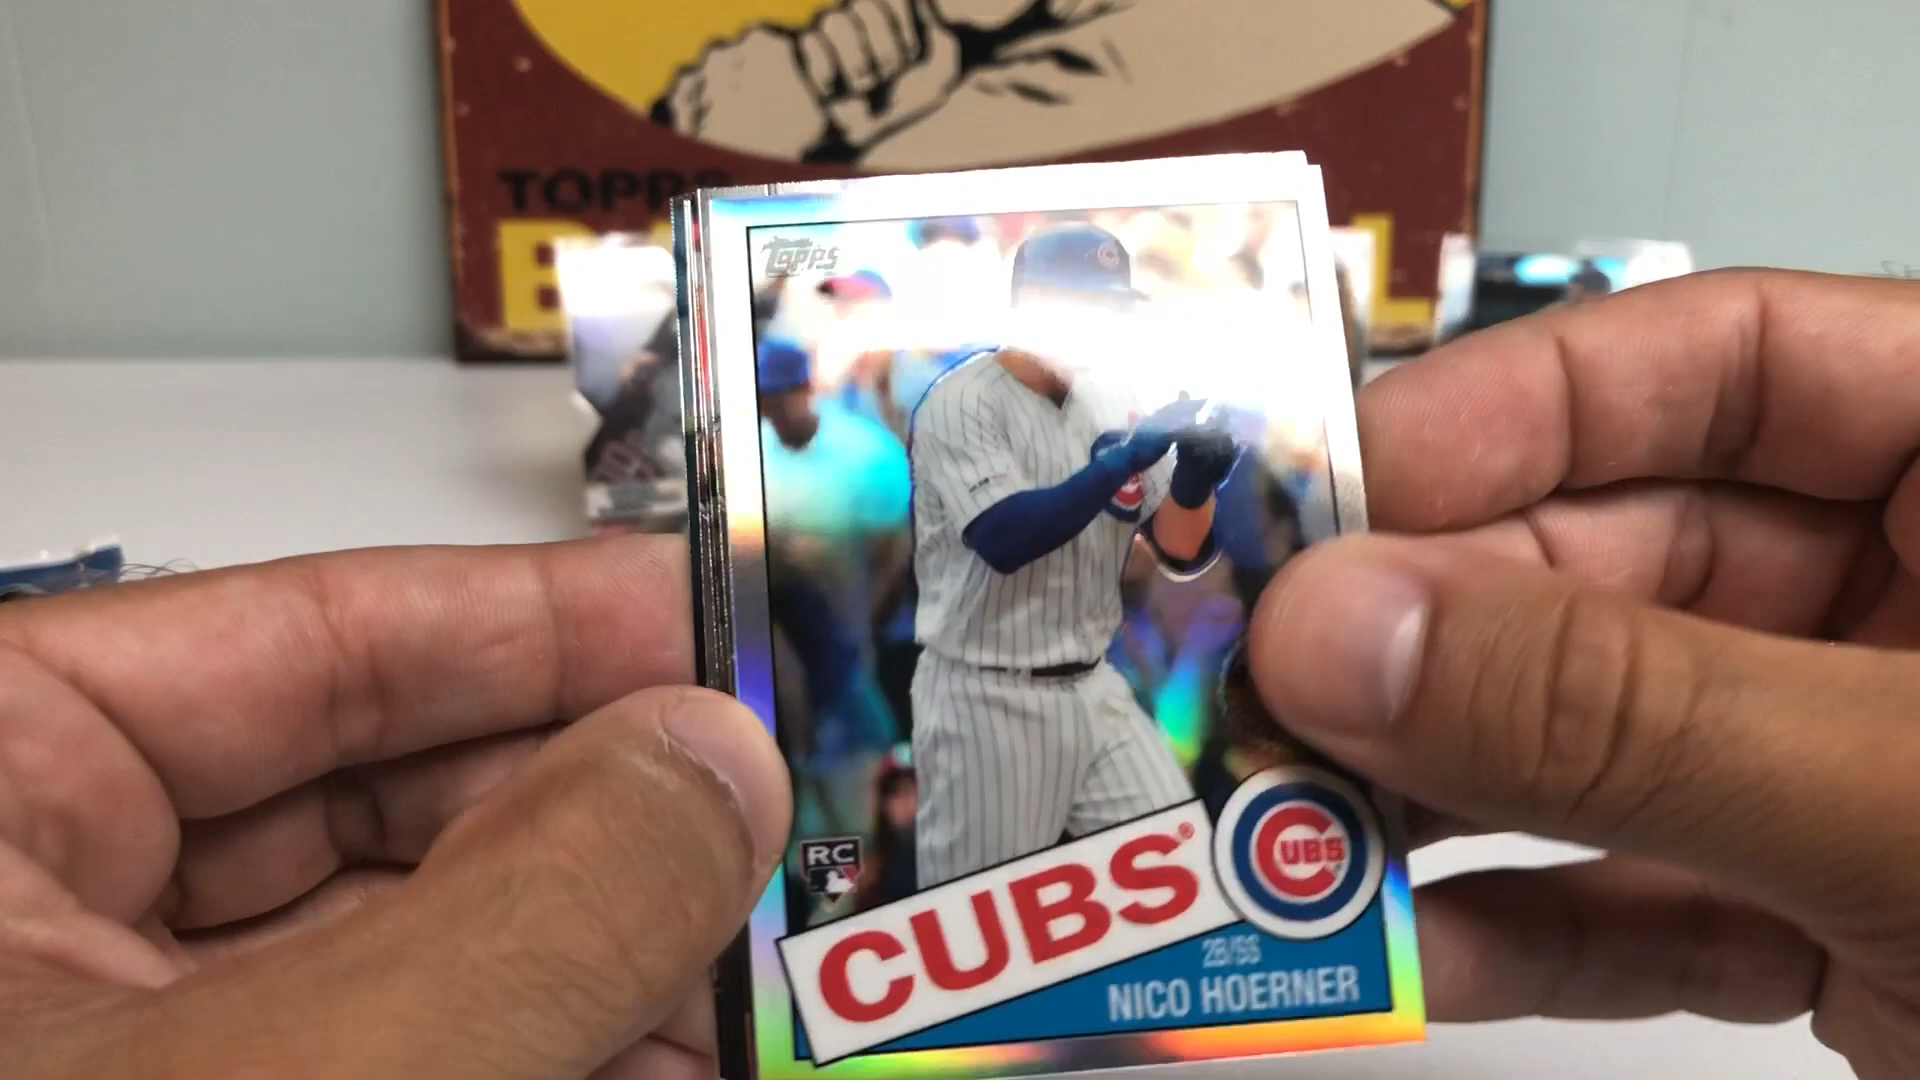 TOPPS
B L
Topps
RC
CUBS®
CUBS
2B/SS
NICO HOERNER